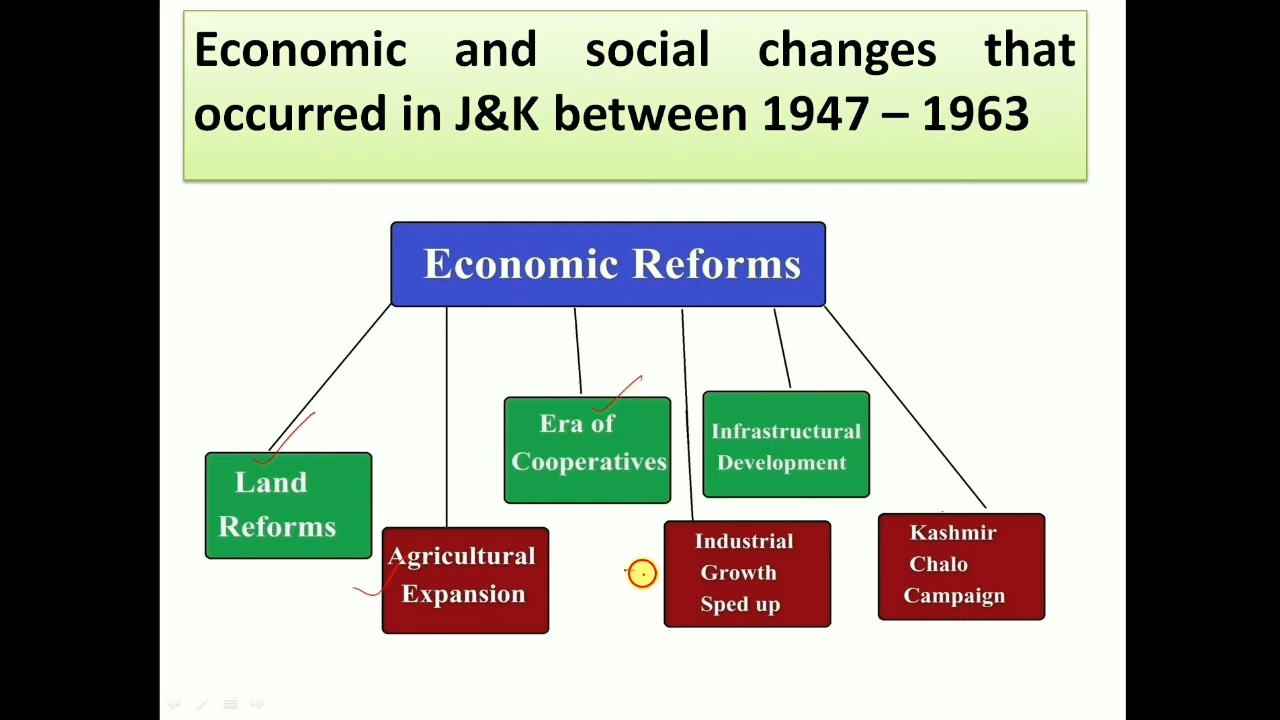 Economic and social changes that
occurred in J&K between 1947 – 1963
Economic Reforms
Land
Reforms
Agricultural
Expansion
Era of
Cooperatives
Industrial
Growth
Sped up
Infrastructural
Development
Kashmir
Chalo
Campaign